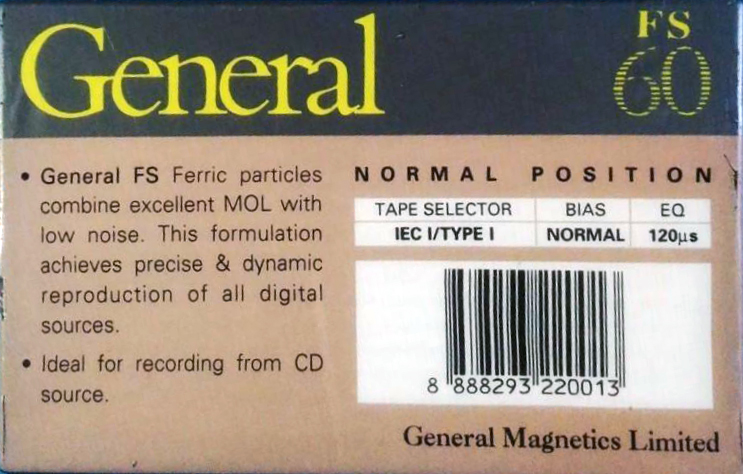 General
FS
60
• General FS Ferric particles
combine excellent MOL with
low noise. This formulation
achieves precise & dynamic
reproduction of all digital
sources.
• Ideal for recording from CD
source.
NORMAL POSITION
TAPE SELECTOR BIAS EQ
IEC I/TYPE I NORMAL 120µs
8 888293 220013
General Magnetics Limited